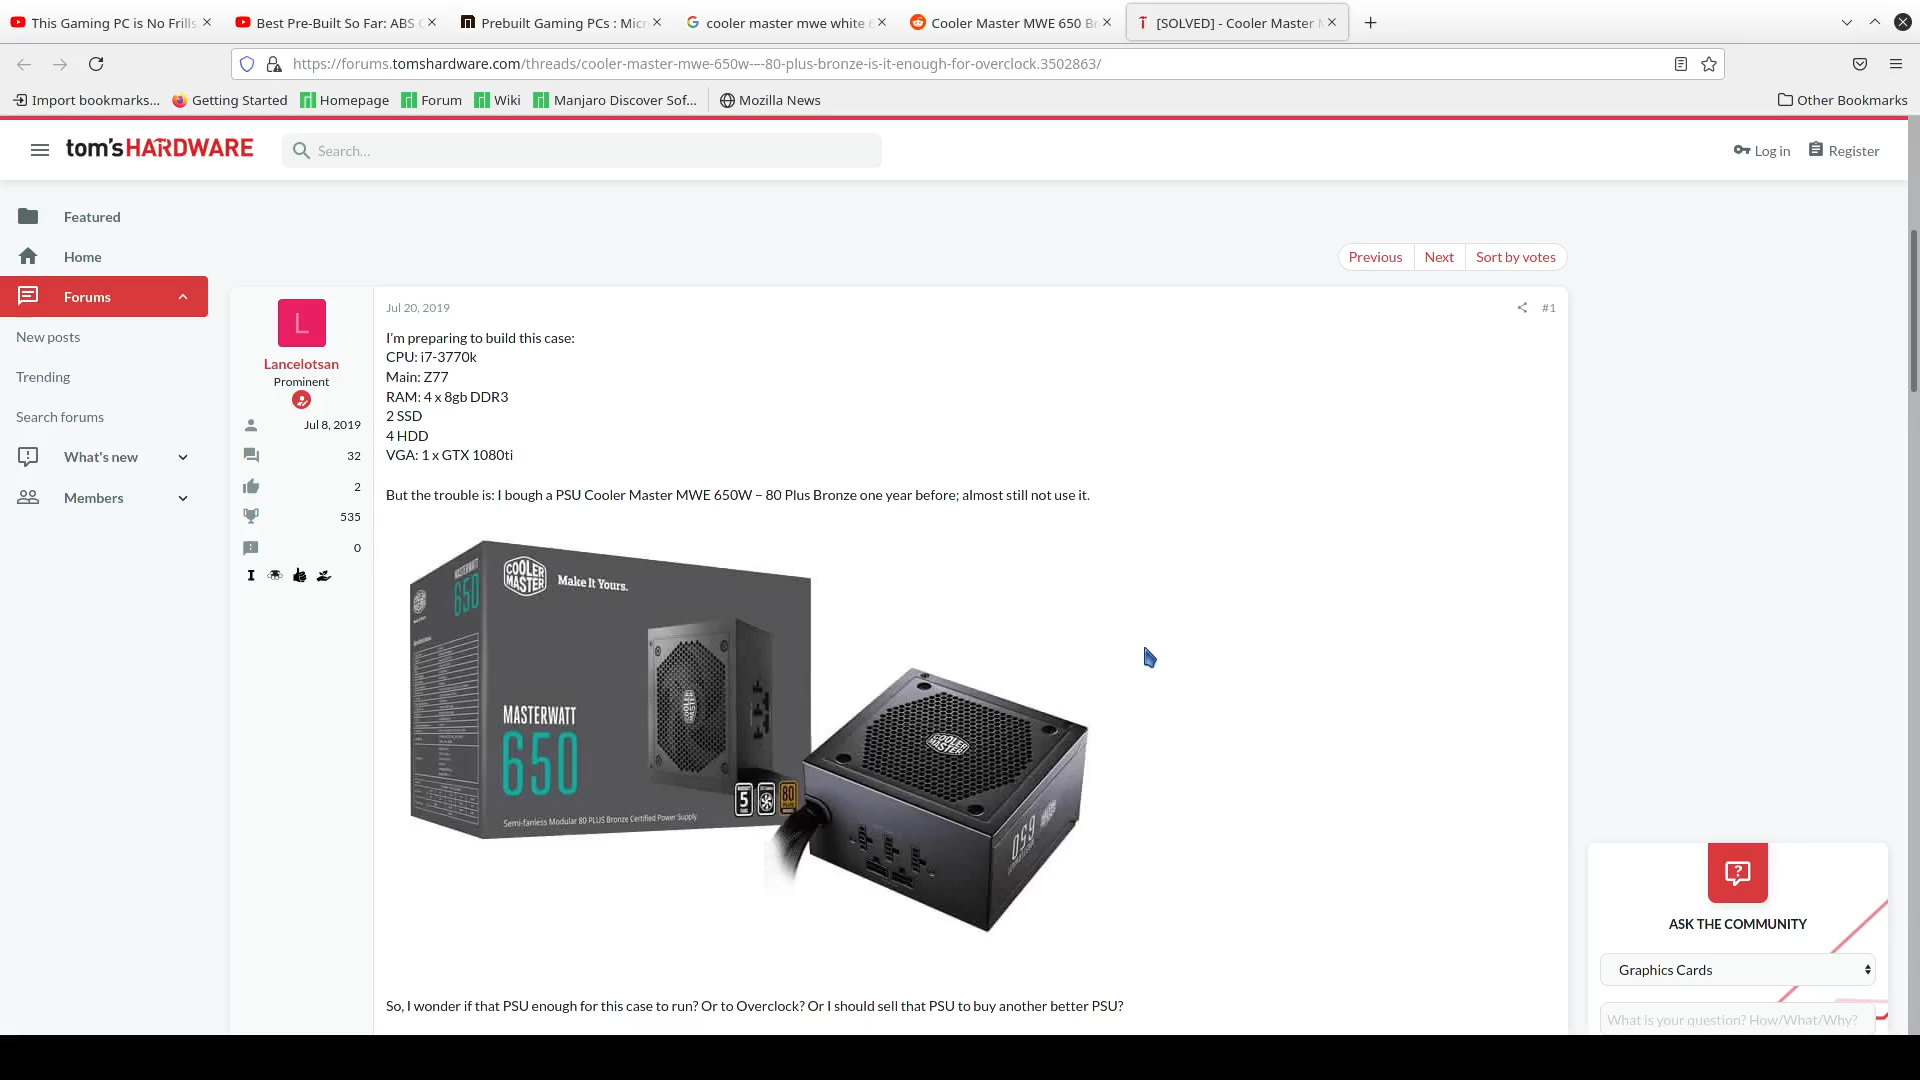 This Gaming PC is No Frills
Best Pre-Built So Far: ABS
Prebuilt Gaming PCs : Micr
cooler master mwe white 6
Cooler Master MWE 650 Br
[SOLVED] - Cooler Master M
https://forums.tomshardware.com/threads/cooler-master-mwe-650w-–-80-plus-bronze-is-it-enough-for-overclock.3502863/
Import bookmarks...
Getting Started
Homepage
Forum
Wiki
Manjaro Discover Sof...
Mozilla News
Other Bookmarks
tom's HARDWARE
Search...
Log in
Register
Featured
Home
Forums
New posts
Trending
Search forums
What's new
Members
Previous
Next
Sort by votes
L
Lancelotsan
Prominent
Jul 8, 2019
32
2
535
0
Jul 20, 2019
#1
I'm preparing to build this case:
CPU: i7-3770k
Main: Z77
RAM: 4 x 8gb DDR3
2 SSD
4 HDD
VGA: 1 x GTX 1080ti
But the trouble is: I bough a PSU Cooler Master MWE 650W – 80 Plus Bronze one year before; almost still not use it.
MASTERWATT
650
COOLER MASTER
Make It Yours.
MASTERWATT
650
5
80
Semi-fanless Modular 80 PLUS Bronze Certified Power Supply
COOLER MASTER
650
So, I wonder if that PSU enough for this case to run? Or to Overclock? Or I should sell that PSU to buy another better PSU?
ASK THE COMMUNITY
Graphics Cards
What is your question? How/What/Why?